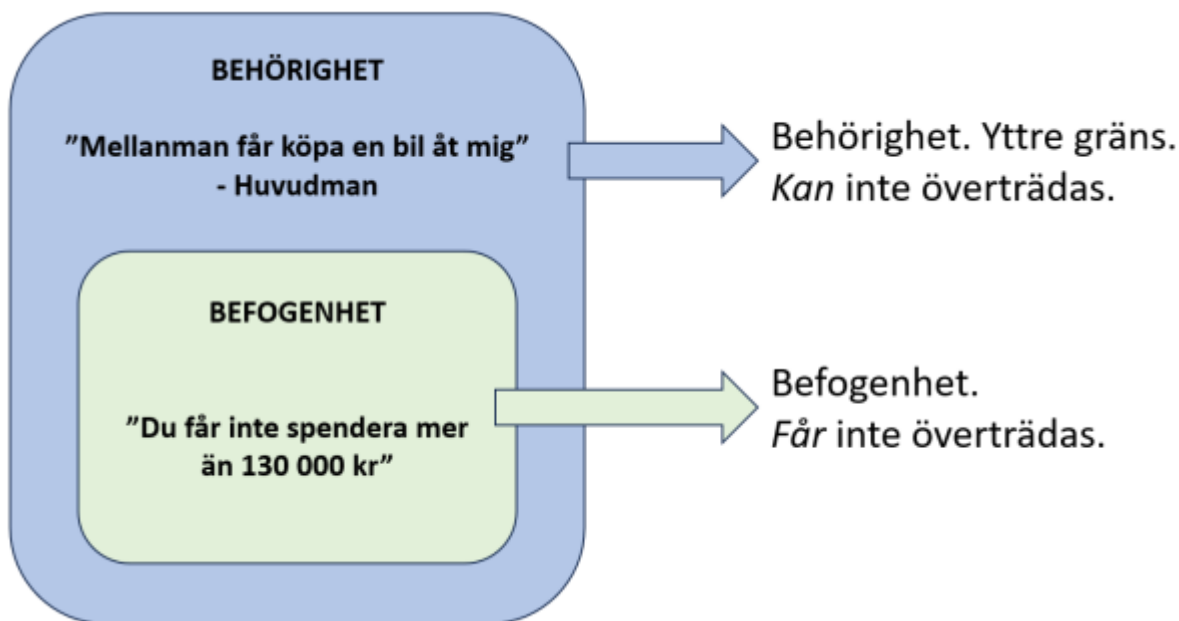 BEHÖRIGHET
”Mellanman får köpa en bil åt mig”
- Huvudman
Behörighet. Yttre gräns.
Kan inte överträdas.
BEFOGENHET
”Du får inte spendera mer
än 130 000 kr”
Befogenhet.
Får inte överträdas.